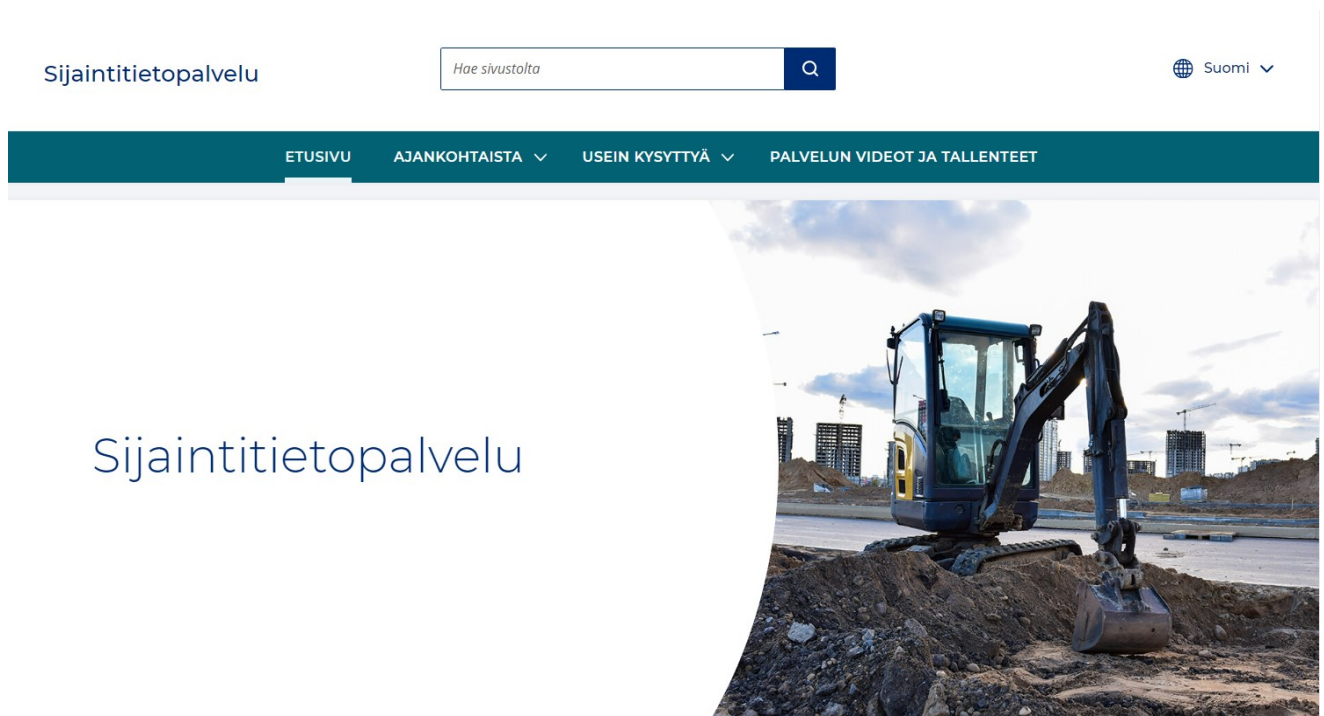 Sijaintitietopalvelu
Hae sivustolta
Suomi
ETUSIVU AJANKOHTAISTA USEIN KYSYTTYÄ PALVELUN VIDEOT JA TALLENTEET
Sijaintitietopalvelu